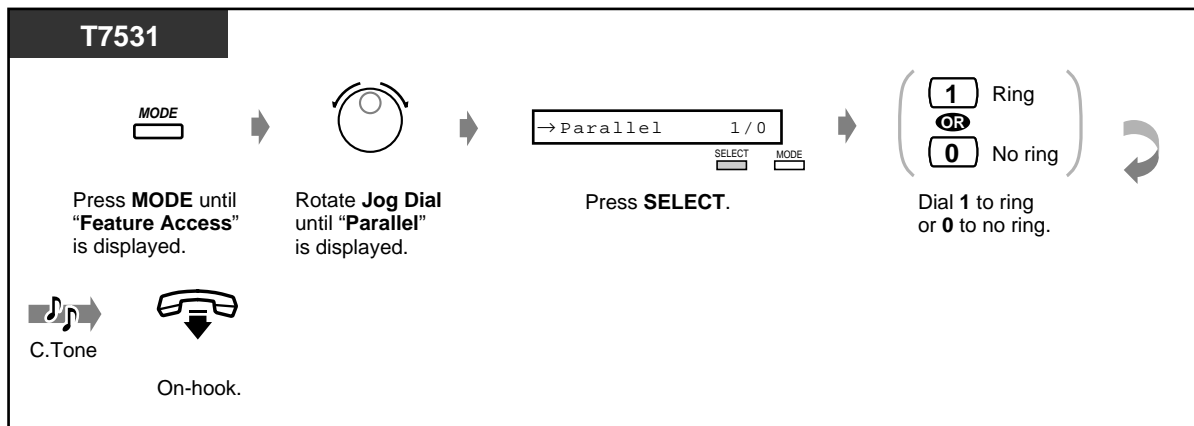 T7531
MODE
Press MODE until
“Feature Access”
is displayed.
Rotate Jog Dial
until “Parallel”
is displayed.
→Parallel 1/0
SELECT MODE
Press SELECT.
1 Ring
OR
0 No ring
Dial 1 to ring
or 0 to no ring.
C.Tone
On-hook.